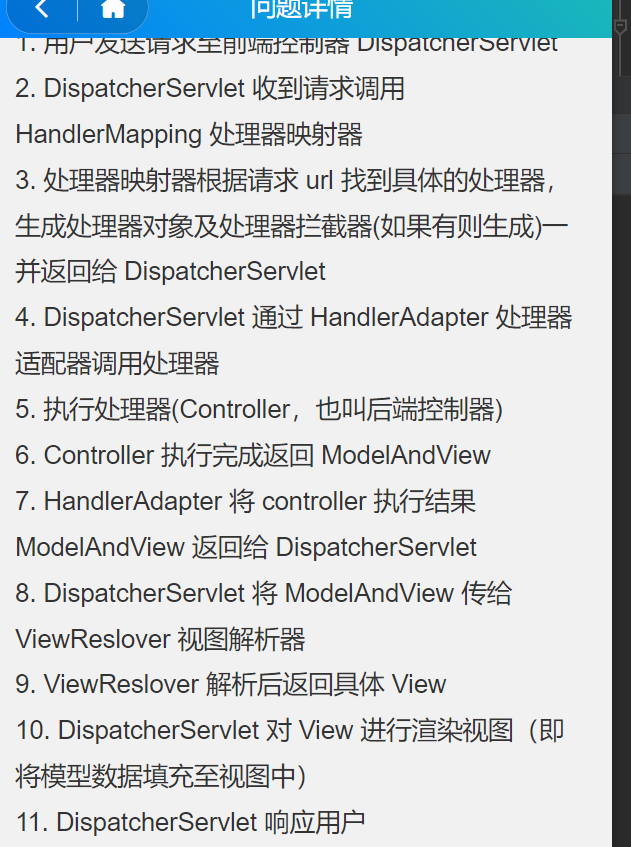 问题详情
1. 用户发送请求至前端控制器 DispatcherServlet
2. DispatcherServlet 收到请求调用
HandlerMapping 处理器映射器
3. 处理器映射器根据请求 url 找到具体的处理器，
生成处理器对象及处理器拦截器(如果有则生成)一
并返回给 DispatcherServlet
4. DispatcherServlet 通过 HandlerAdapter 处理器
适配器调用处理器
5. 执行处理器(Controller，也叫后端控制器)
6. Controller 执行完成返回 ModelAndView
7. HandlerAdapter 将 controller 执行结果
ModelAndView 返回给 DispatcherServlet
8. DispatcherServlet 将 ModelAndView 传给
ViewReslover 视图解析器
9. ViewReslover 解析后返回具体 View
10. DispatcherServlet 对 View 进行渲染视图（即
将模型数据填充至视图中）
11. DispatcherServlet 响应用户